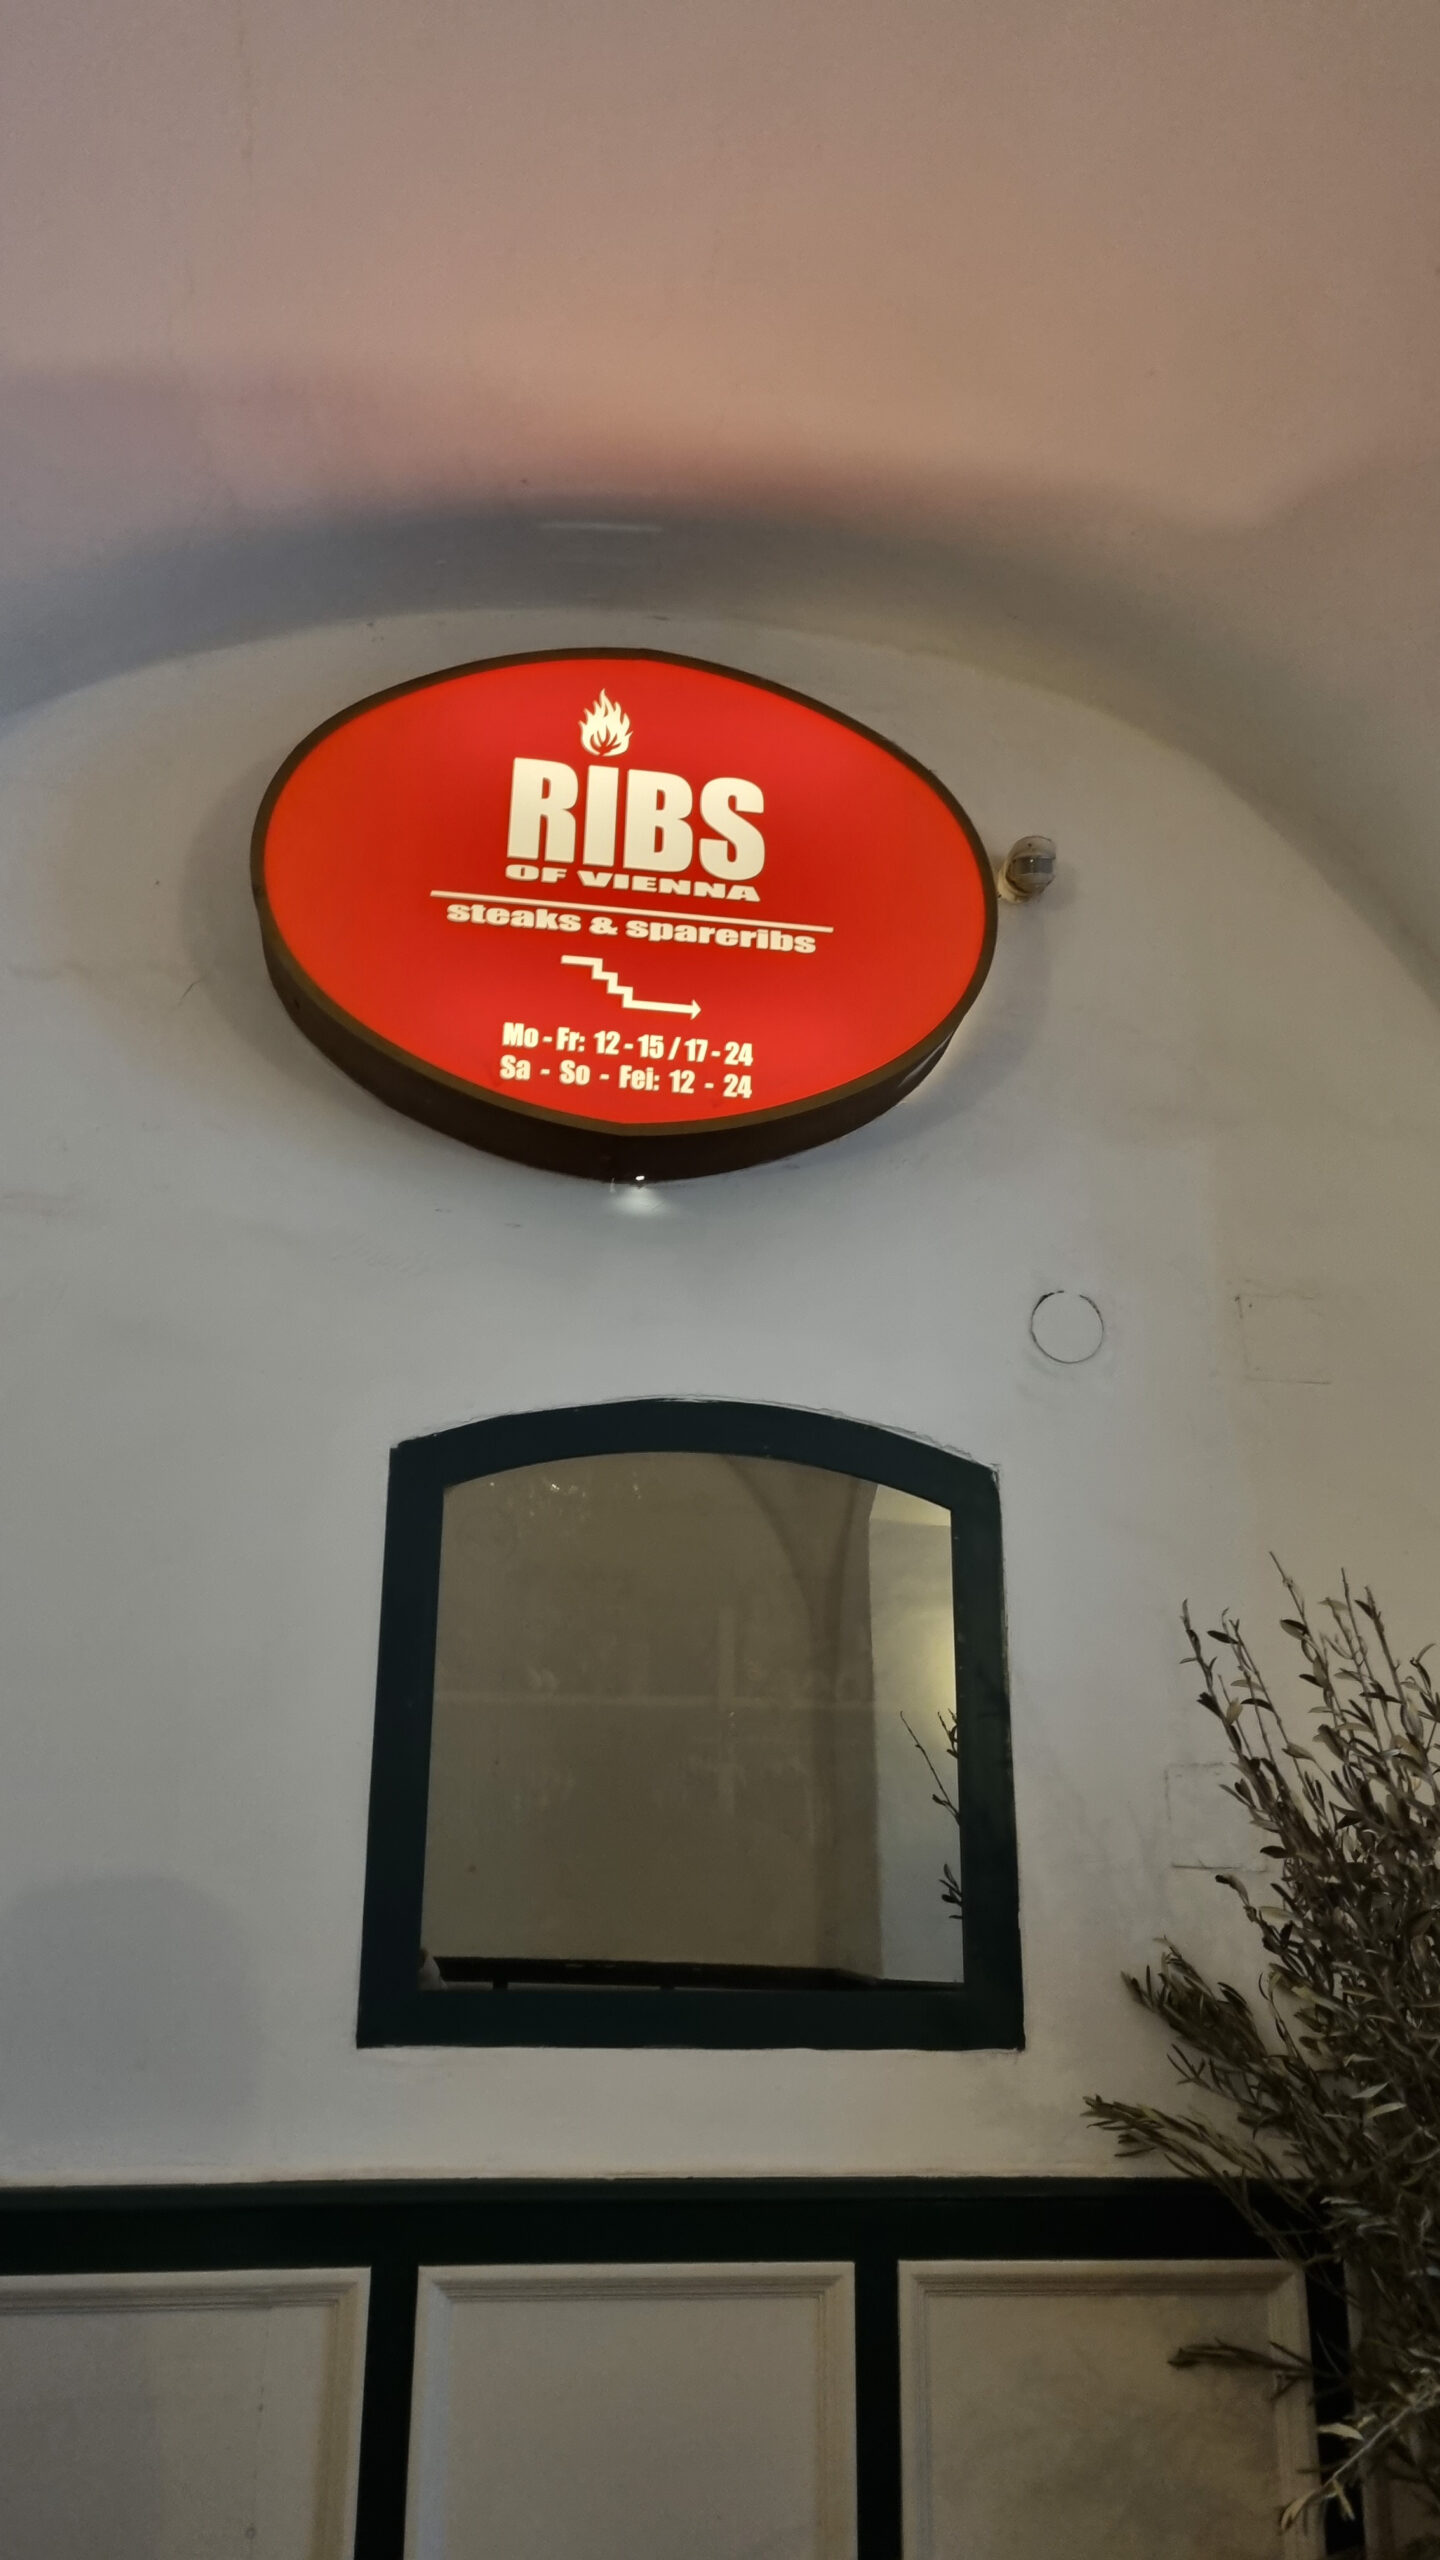 RIBS
OF VIENNA
steaks & spareribs
Mo - Fr: 12 - 15 / 17 - 24
Sa - So - Fei: 12 - 24